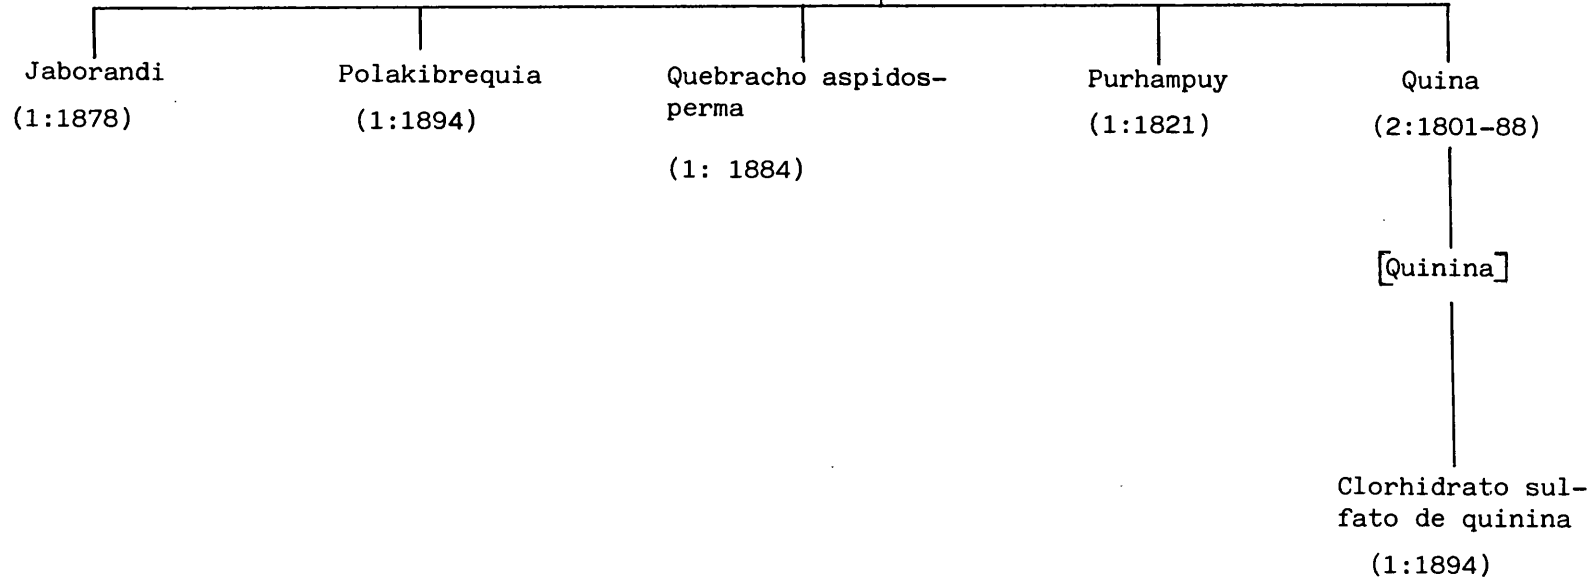 Jaborandi
(1:1878)
Polakibrequia
(1:1894)
Quebracho aspidos-
perma
(1: 1884)
Purhampuy
(1:1821)
Quina
(2:1801-88)
[Quinina]
Clorhidrato sul-
fato de quinina
(1:1894)